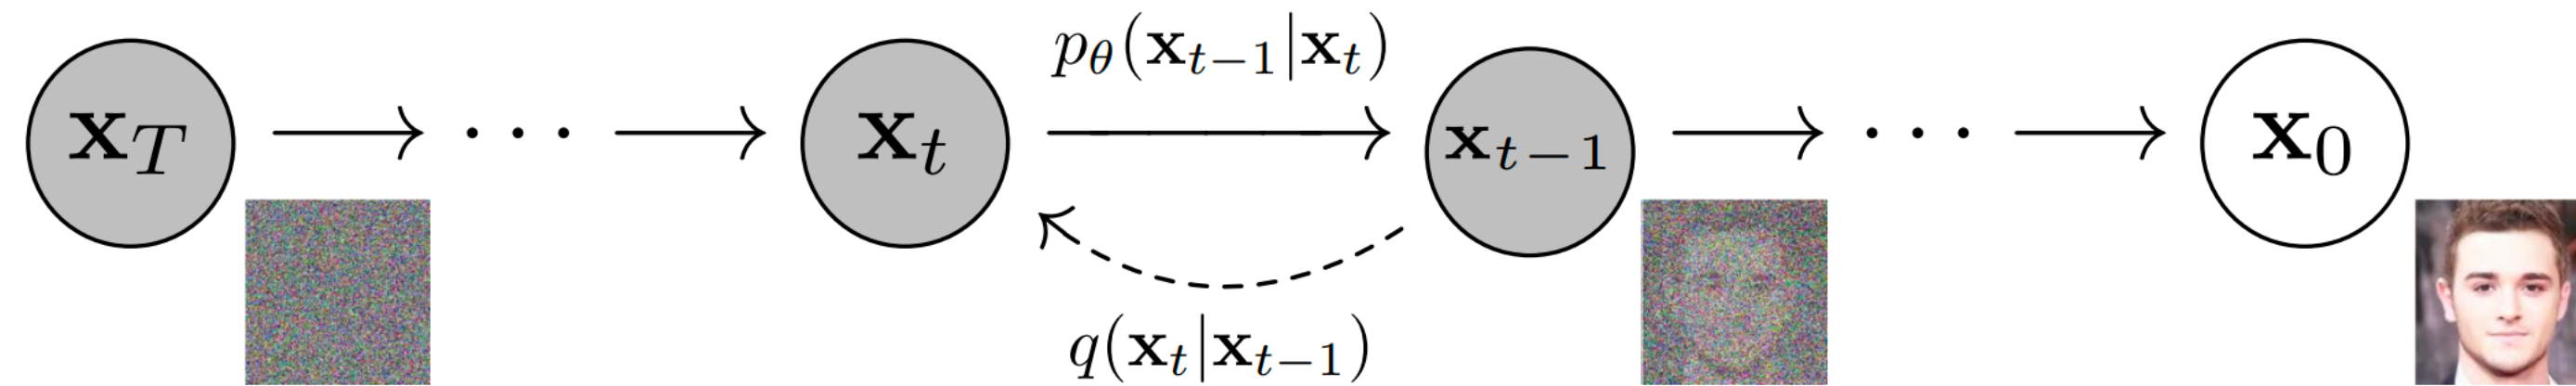 p_θ(x_{t−1}|x_t)
x_T → ··· → x_t → x_{t−1} → ··· → x_0
q(x_t|x_{t−1})